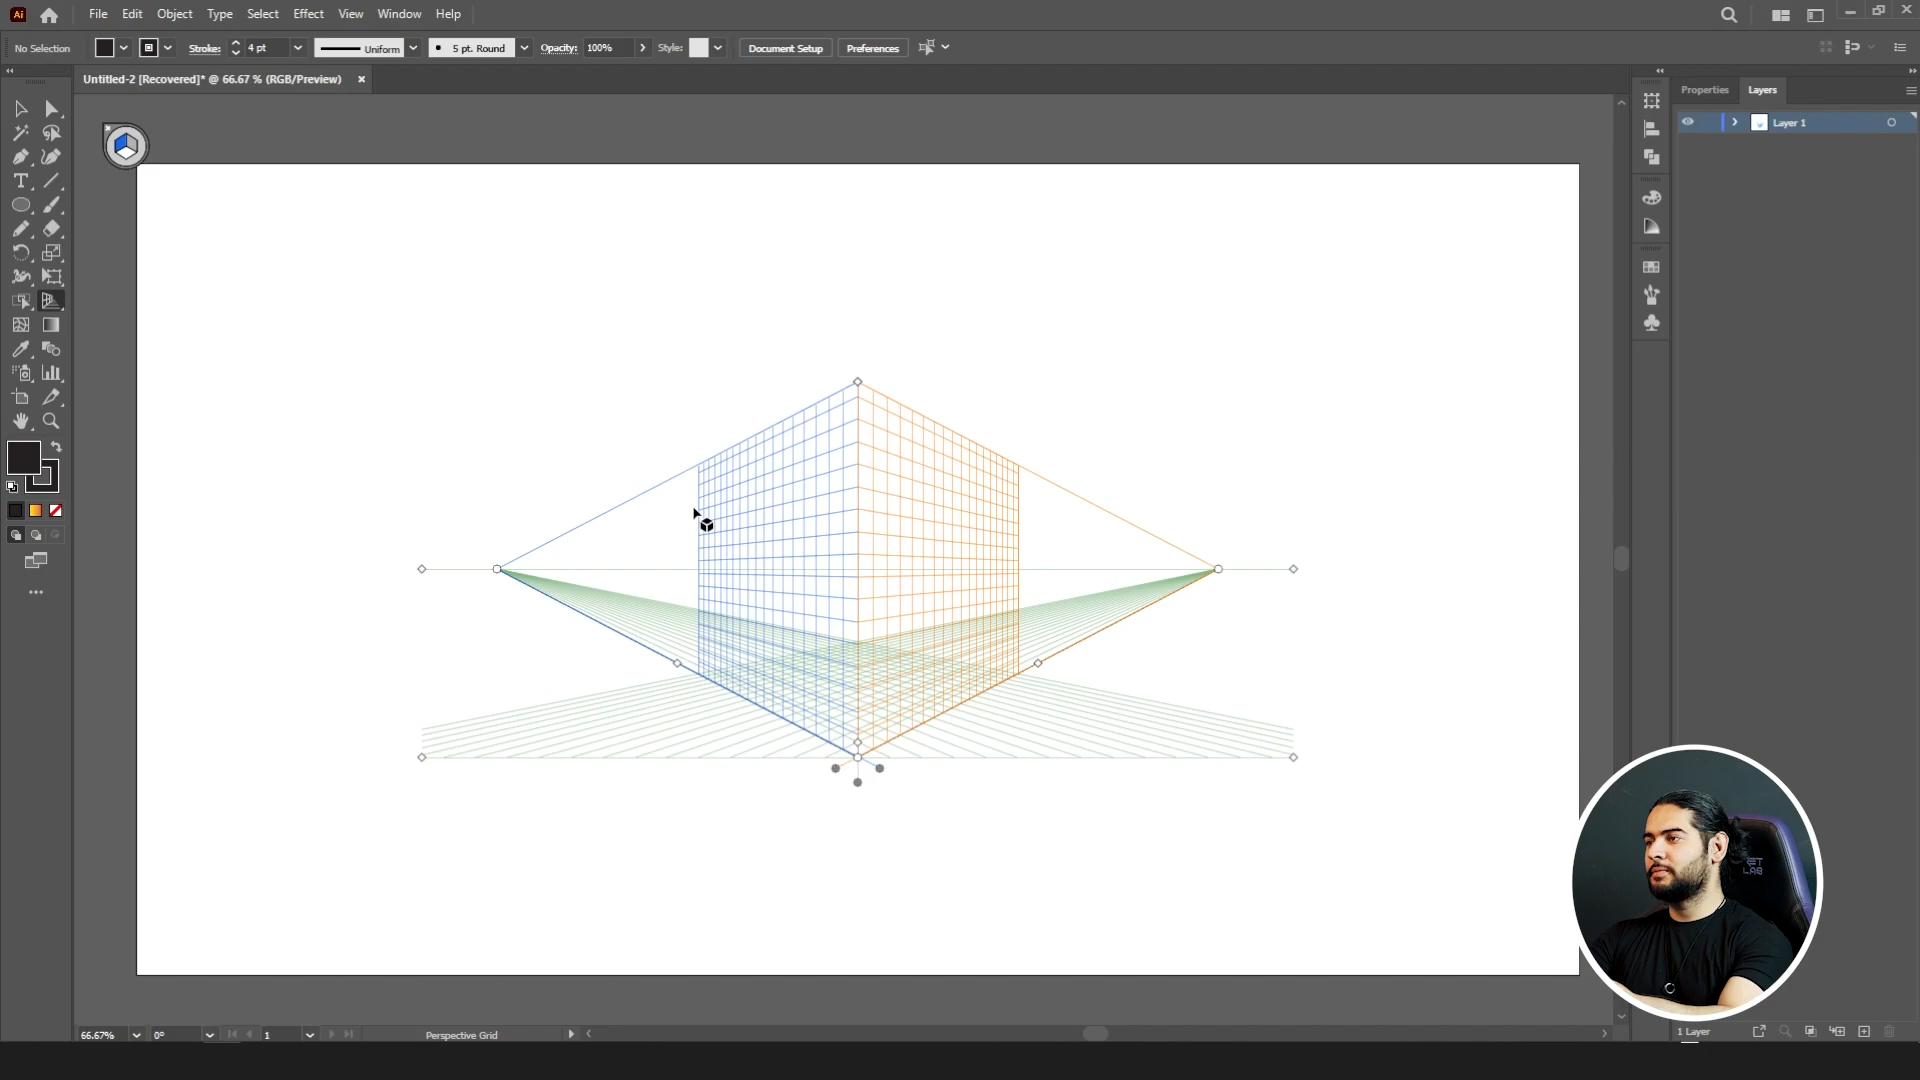 Ai File Edit Object Type Select Effect View Window Help
No Selection Stroke: 4 pt Uniform 5 pt. Round Opacity: 100% Style: Document Setup Preferences
Untitled-2 [Recovered]* @ 66.67 % (RGB/Preview)
Properties Layers
Layer 1
ET
LAB
66.67% 0° 1 Perspective Grid 1 Layer